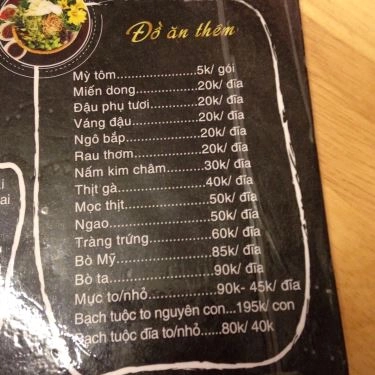 Đồ ăn thêm
Mỳ tôm.....................5k/ gói
Miến dong................20k/ đĩa
Đậu phụ tươi............20k/ đĩa
Váng đậu.................20k/ đĩa
Ngô bắp....................20k/ đĩa
Rau thơm..................20k/ đĩa
Nấm kim châm.........30k/ đĩa
Thịt gà.......................40k/ đĩa
Mọc thịt.....................50k/ đĩa
Ngao.........................50k/ đĩa
Tràng trứng...............60k/ đĩa
Bò Mỹ.......................85k/ đĩa
Bò ta..........................90k/ đĩa
Mực to/nhỏ.................90k- 45k/ đĩa
Bạch tuộc to nguyên con...195k/ con
Bạch tuộc đĩa to/nhỏ......80k/ 40k